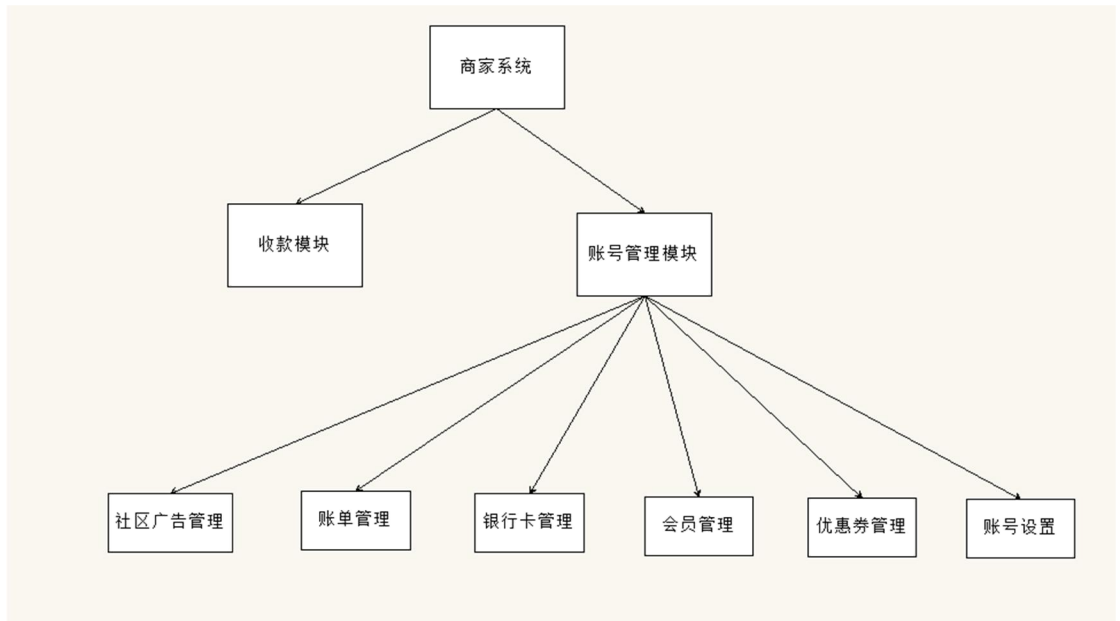 商家系统
收款模块
账号管理模块
社区广告管理
账单管理
银行卡管理
会员管理
优惠券管理
账号设置